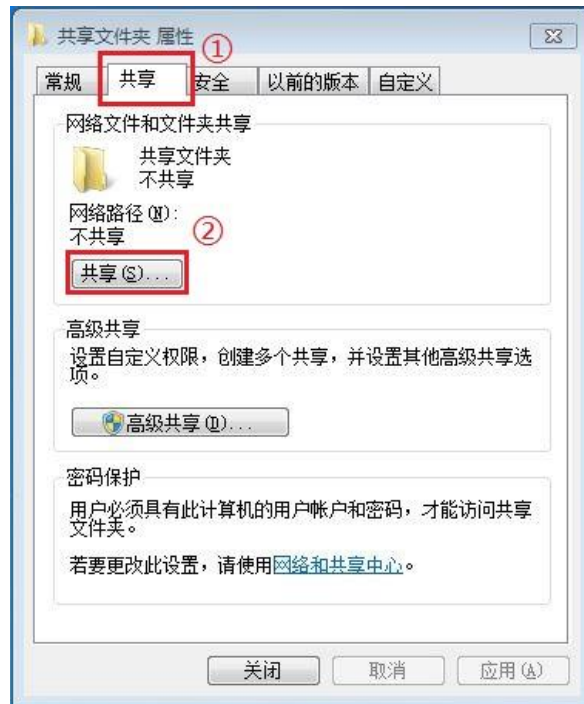 共享文件夹 属性
①
常规 共享 安全 以前的版本 自定义
网络文件和文件夹共享
共享文件夹
不共享
网络路径(N):
不共享
②
共享(S)...
高级共享
设置自定义权限，创建多个共享，并设置其他高级共享选
项。
高级共享(D)...
密码保护
用户必须具有此计算机的用户帐户和密码，才能访问共享
文件夹。
若要更改此设置，请使用网络和共享中心。
关闭 取消 应用(A)